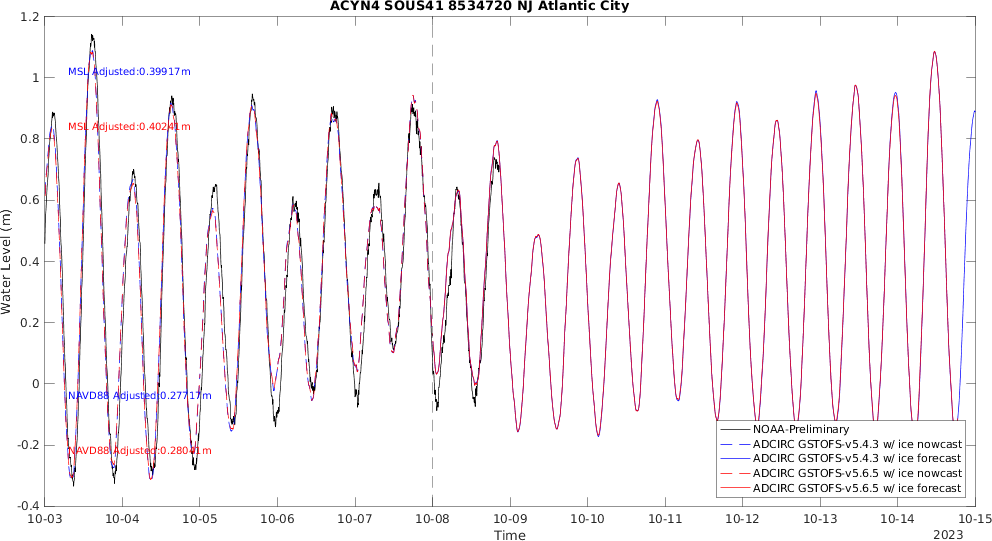 ACYN4 SOUS41 8534720 NJ Atlantic City
1.2
1
0.8
0.6
0.4
0.2
0
-0.2
-0.4
Water Level (m)
MSL Adjusted:0.39917m
MSL Adjusted:0.40241m
NAVD88 Adjusted:0.27717m
NAVD88 Adjusted:0.28041m
NOAA-Preliminary
ADCIRC GSTOFS-v5.4.3 w/ ice nowcast
ADCIRC GSTOFS-v5.4.3 w/ ice forecast
ADCIRC GSTOFS-v5.6.5 w/ ice nowcast
ADCIRC GSTOFS-v5.6.5 w/ ice forecast
10-03 10-04 10-05 10-06 10-07 10-08 10-09 10-10 10-11 10-12 10-13 10-14 10-15
Time
2023